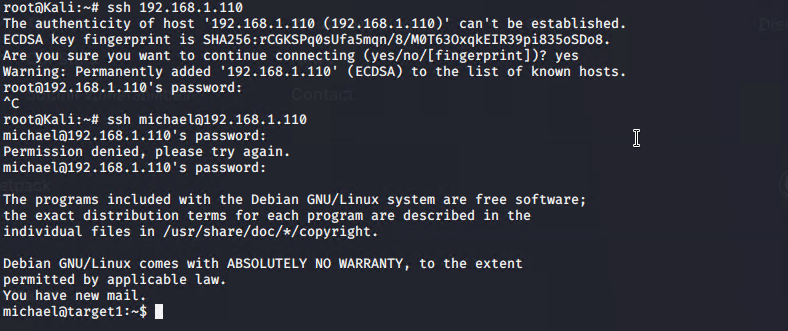 root@Kali:~# ssh 192.168.1.110
The authenticity of host '192.168.1.110 (192.168.1.110)' can't be established.
ECDSA key fingerprint is SHA256:rCGKSPq0sUfa5mqn/8/M0T63OxqkEIR39pi835oSDo8.
Are you sure you want to continue connecting (yes/no/[fingerprint])? yes
Warning: Permanently added '192.168.1.110' (ECDSA) to the list of known hosts.
root@192.168.1.110's password:
Contact
^C
root@Kali:~# ssh michael@192.168.1.110
michael@192.168.1.110's password:
Permission denied, please try again.
michael@192.168.1.110's password:
The programs included with the Debian GNU/Linux system are free software;
the exact distribution terms for each program are described in the
individual files in /usr/share/doc/*/copyright.
Debian GNU/Linux comes with ABSOLUTELY NO WARRANTY, to the extent
permitted by applicable law.
You have new mail.
michael@target1:~$